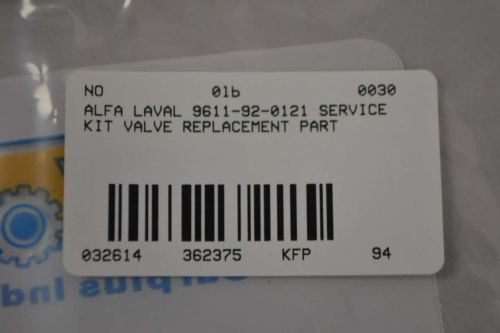 NO 01b 0030
ALFA LAVAL 9611-92-0121 SERVICE
KIT VALVE REPLACEMENT PART
032614 362375 KFP 94